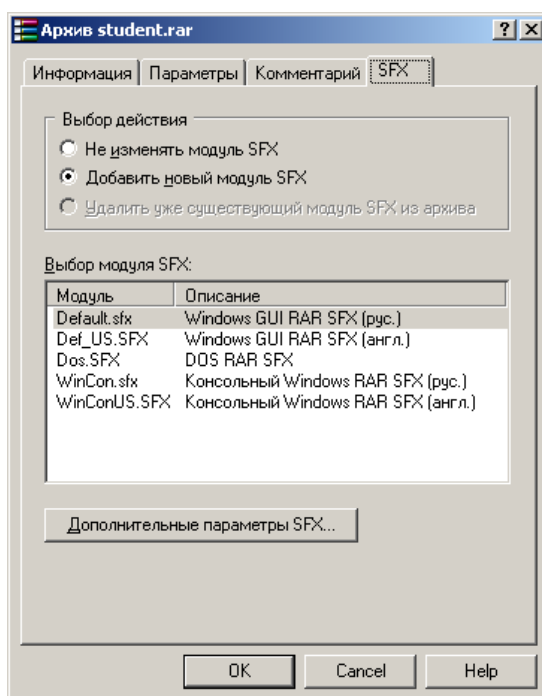 Архив student.rar
Информация Параметры Комментарий SFX
Выбор действия
Не изменять модуль SFX
Добавить новый модуль SFX
Удалить уже существующий модуль SFX из архива
Выбор модуля SFX:
Модуль Описание
Default.sfx Windows GUI RAR SFX (рус.)
Def_US.SFX Windows GUI RAR SFX (англ.)
Dos.SFX DOS RAR SFX
WinCon.sfx Консольный Windows RAR SFX (рус.)
WinConUS.SFX Консольный Windows RAR SFX (англ.)
Дополнительные параметры SFX...
OK Cancel Help